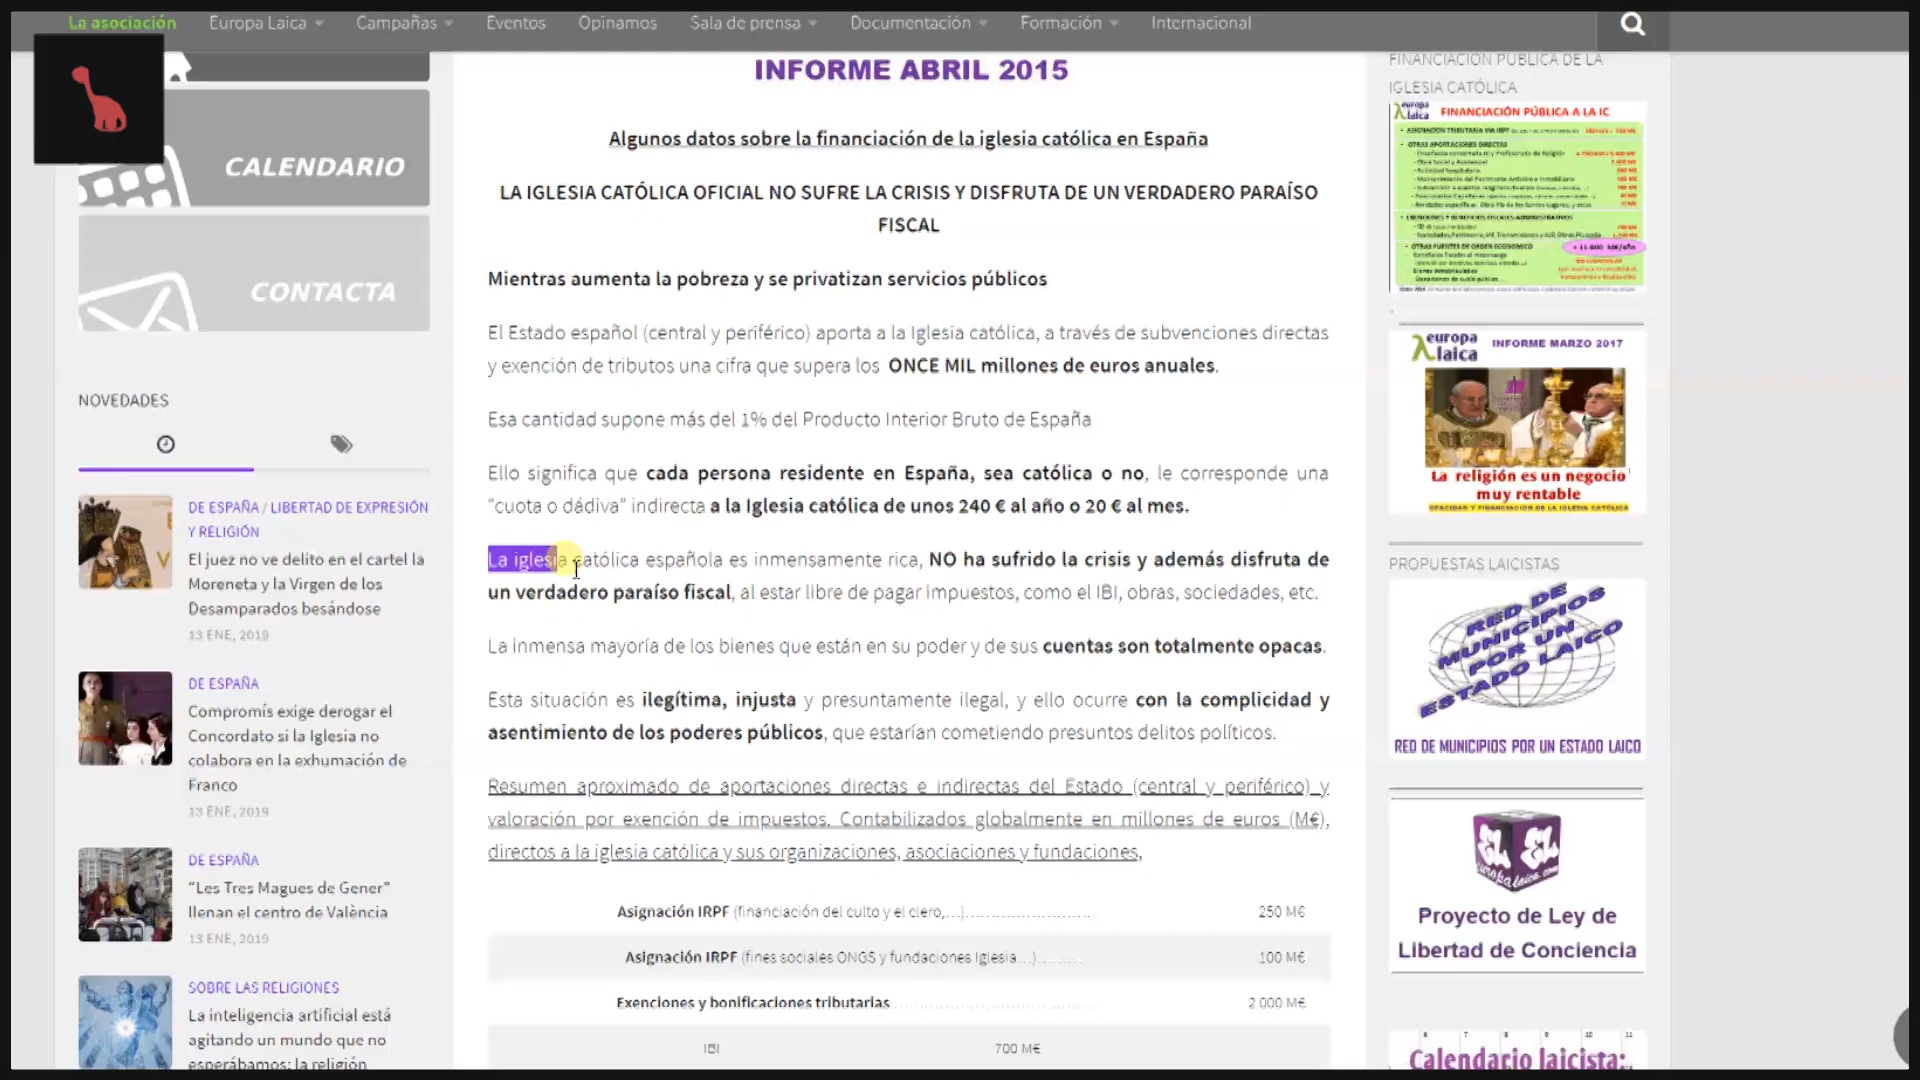 La asociación
Europa Laica
Campañas
Eventos
Opinamos
Sala de prensa
Documentación
Formación
Internacional
CALENDARIO
CONTACTA
NOVEDADES
DE ESPAÑA / LIBERTAD DE EXPRESIÓN
Y RELIGIÓN
El juez no ve delito en el cartel la
Moreneta y la Virgen de los
Desamparados besándose
13 ENE, 2019
DE ESPAÑA
Compromís exige derogar el
Concordato si la Iglesia no
colabora en la exhumación de
Franco
13 ENE, 2019
DE ESPAÑA
“Les Tres Magues de Gener”
llenan el centro de València
13 ENE, 2019
SOBRE LAS RELIGIONES
La inteligencia artificial está
agitando un mundo que no
esperábamos: la religión
INFORME ABRIL 2015
Algunos datos sobre la financiación de la iglesia católica en España
LA IGLESIA CATÓLICA OFICIAL NO SUFRE LA CRISIS Y DISFRUTA DE UN VERDADERO PARAÍSO
FISCAL
Mientras aumenta la pobreza y se privatizan servicios públicos
El Estado español (central y periférico) aporta a la Iglesia católica, a través de subvenciones directas
y exención de tributos una cifra que supera los ONCE MIL millones de euros anuales.
Esa cantidad supone más del 1% del Producto Interior Bruto de España
Ello significa que cada persona residente en España, sea católica o no, le corresponde una
“cuota o dádiva” indirecta a la Iglesia católica de unos 240 € al año o 20 € al mes.
La iglesia católica española es inmensamente rica, NO ha sufrido la crisis y además disfruta de
un verdadero paraíso fiscal, al estar libre de pagar impuestos, como el IBI, obras, sociedades, etc.
La inmensa mayoría de los bienes que están en su poder y de sus cuentas son totalmente opacas.
Esta situación es ilegítima, injusta y presuntamente ilegal, y ello ocurre con la complicidad y
asentimiento de los poderes públicos, que estarían cometiendo presuntos delitos políticos.
Resumen aproximado de aportaciones directas e indirectas del Estado (central y periférico) y
valoración por exención de impuestos. Contabilizados globalmente en millones de euros (M€),
directos a la iglesia católica y sus organizaciones, asociaciones y fundaciones,
Asignación IRPF (financiación del culto y el clero,…)………………………… 250 M€
Asignación IRPF (fines sociales ONGS y fundaciones Iglesia…)………… 100 M€
Exenciones y bonificaciones tributarias…………………………………………… 2.000 M€
IBI 700 M€
FINANCIACIÓN PÚBLICA DE LA
IGLESIA CATÓLICA
europa
laica
FINANCIACIÓN PÚBLICA A LA IC
europa
laica
INFORME MARZO 2017
La religión es un negocio
muy rentable
OPACIDAD Y FINANCIACIÓN DE LA IGLESIA CATÓLICA
PROPUESTAS LAICISTAS
RED DE
MUNICIPIOS
POR UN
ESTADO LAICO
RED DE MUNICIPIOS POR UN ESTADO LAICO
EL EL
europalaica.com
Proyecto de Ley de
Libertad de Conciencia
6 7 8 9 10 11
Calendario laicista: